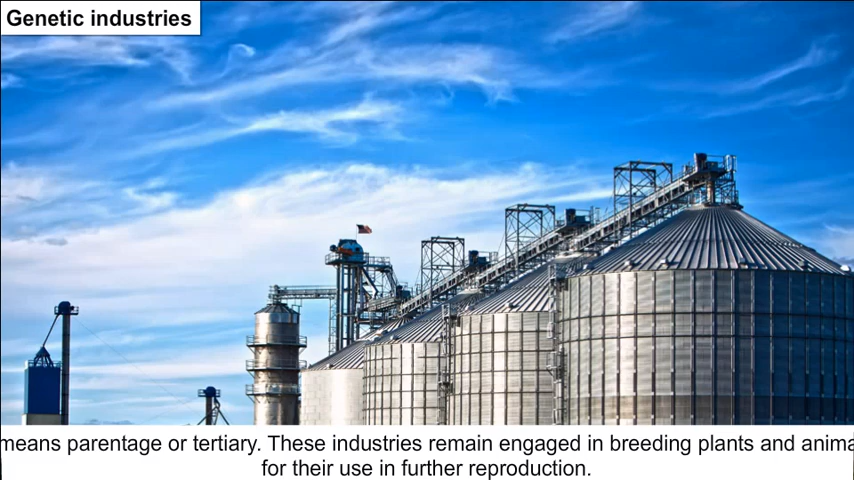 Genetic industries
means parentage or tertiary. These industries remain engaged in breeding plants and
for their use in further reproduction.